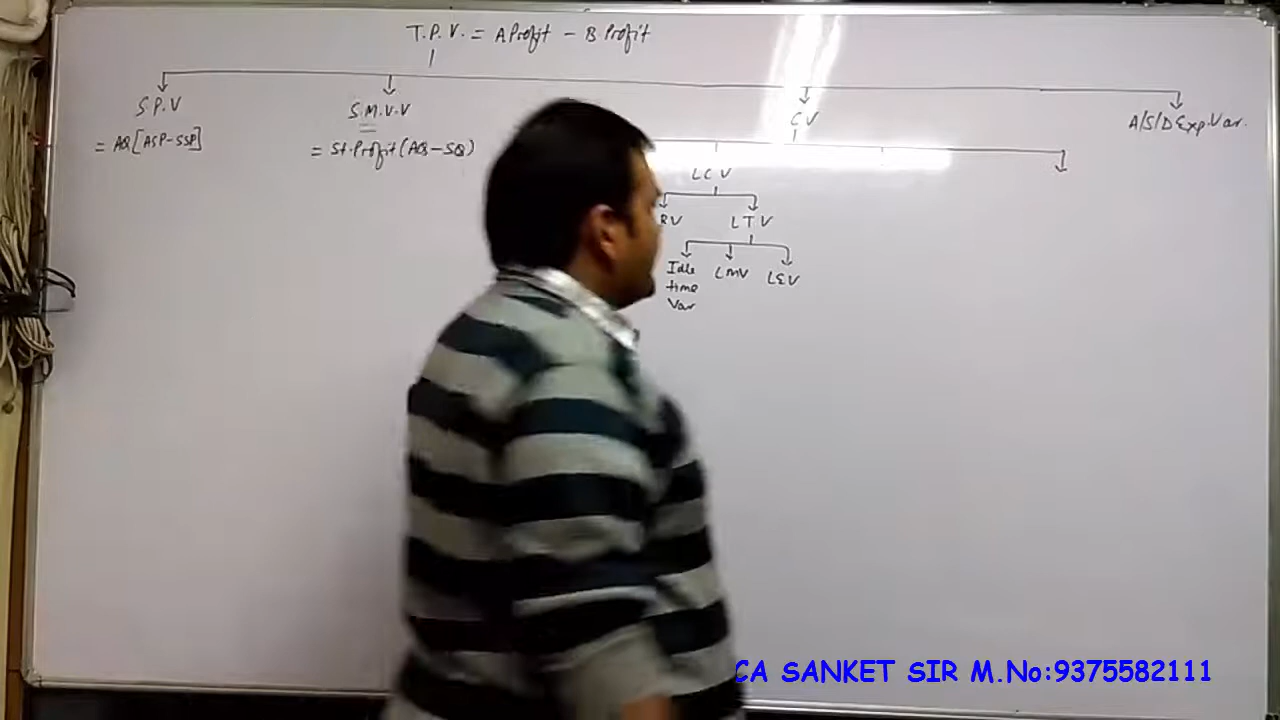 T.P.V. = A Profit - B Profit
S.P.V
S.M.V.V
CV
A/S/D Exp. Var.
= AQ [ASP-SSP]
= St. Profit (AQ-SQ)
LCV
RV
LTV
Idle
time
Var
LMV
LEV
CA SANKET SIR M.No:9375582111